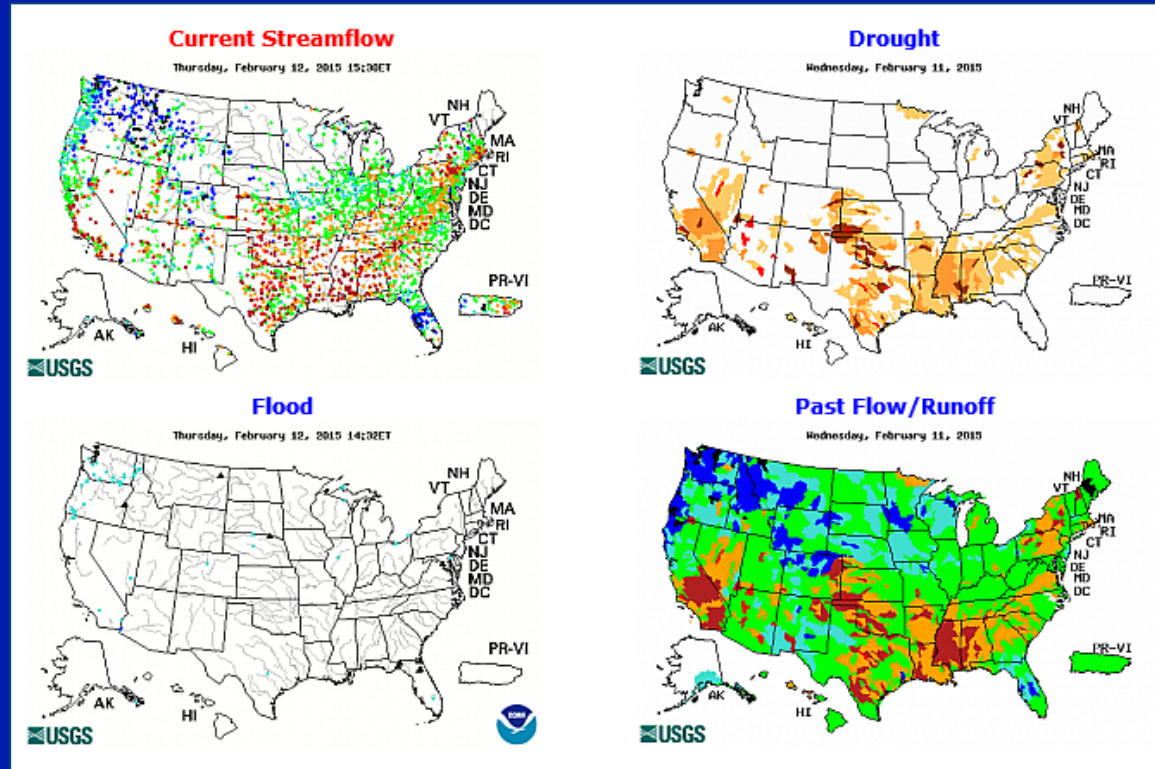 Current Streamflow
Thursday, February 12, 2015 15:30ET
NH
VT
MA
RI
CT
NJ
DE
MD
DC
PR-VI
AK
HI
USGS
Drought
Wednesday, February 11, 2015
NH
VT
MA
RI
CT
NJ
DE
MD
DC
PR-VI
AK
HI
USGS
Flood
Thursday, February 12, 2015 14:32ET
NH
VT
MA
RI
CT
NJ
DE
MD
DC
PR-VI
AK
HI
USGS
NOAA
Past Flow/Runoff
Wednesday, February 11, 2015
NH
VT
MA
RI
CT
NJ
DE
MD
DC
PR-VI
AK
HI
USGS